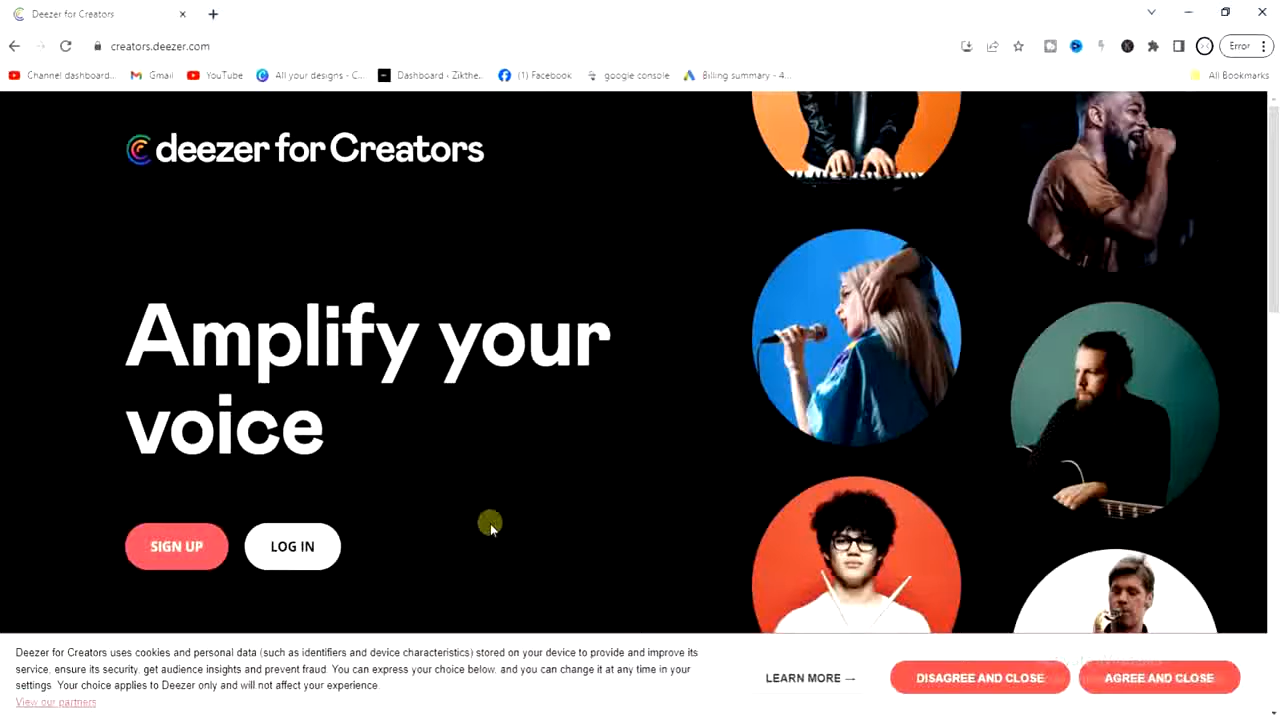 Deezer for Creators
creators.deezer.com
Error
Channel dashboard...
Gmail
YouTube
All your designs - C...
Dashboard ‹ Zikthe...
(1) Facebook
google console
Billing summary - 4...
All Bookmarks
deezer for Creators
Amplify your
voice
SIGN UP
LOG IN
Deezer for Creators uses cookies and personal data (such as identifiers and device characteristics) stored on your device to provide and improve its
service, ensure its security, get audience insights and prevent fraud. You can express your choice below, and you can change it at any time in your
settings. Your choice applies to Deezer only and will not affect your experience.
View our partners
LEARN MORE →
DISAGREE AND CLOSE
AGREE AND CLOSE